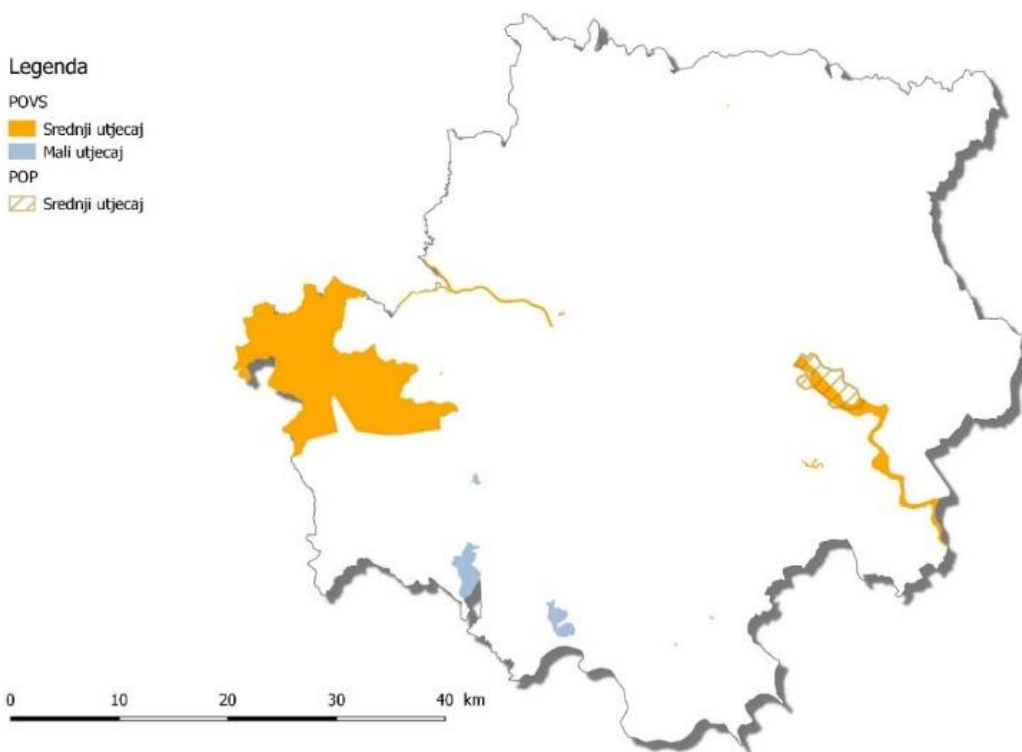 Legenda
POVS
Srednji utjecaj
Mali utjecaj
POP
Srednji utjecaj
0 10 20 30 40 km